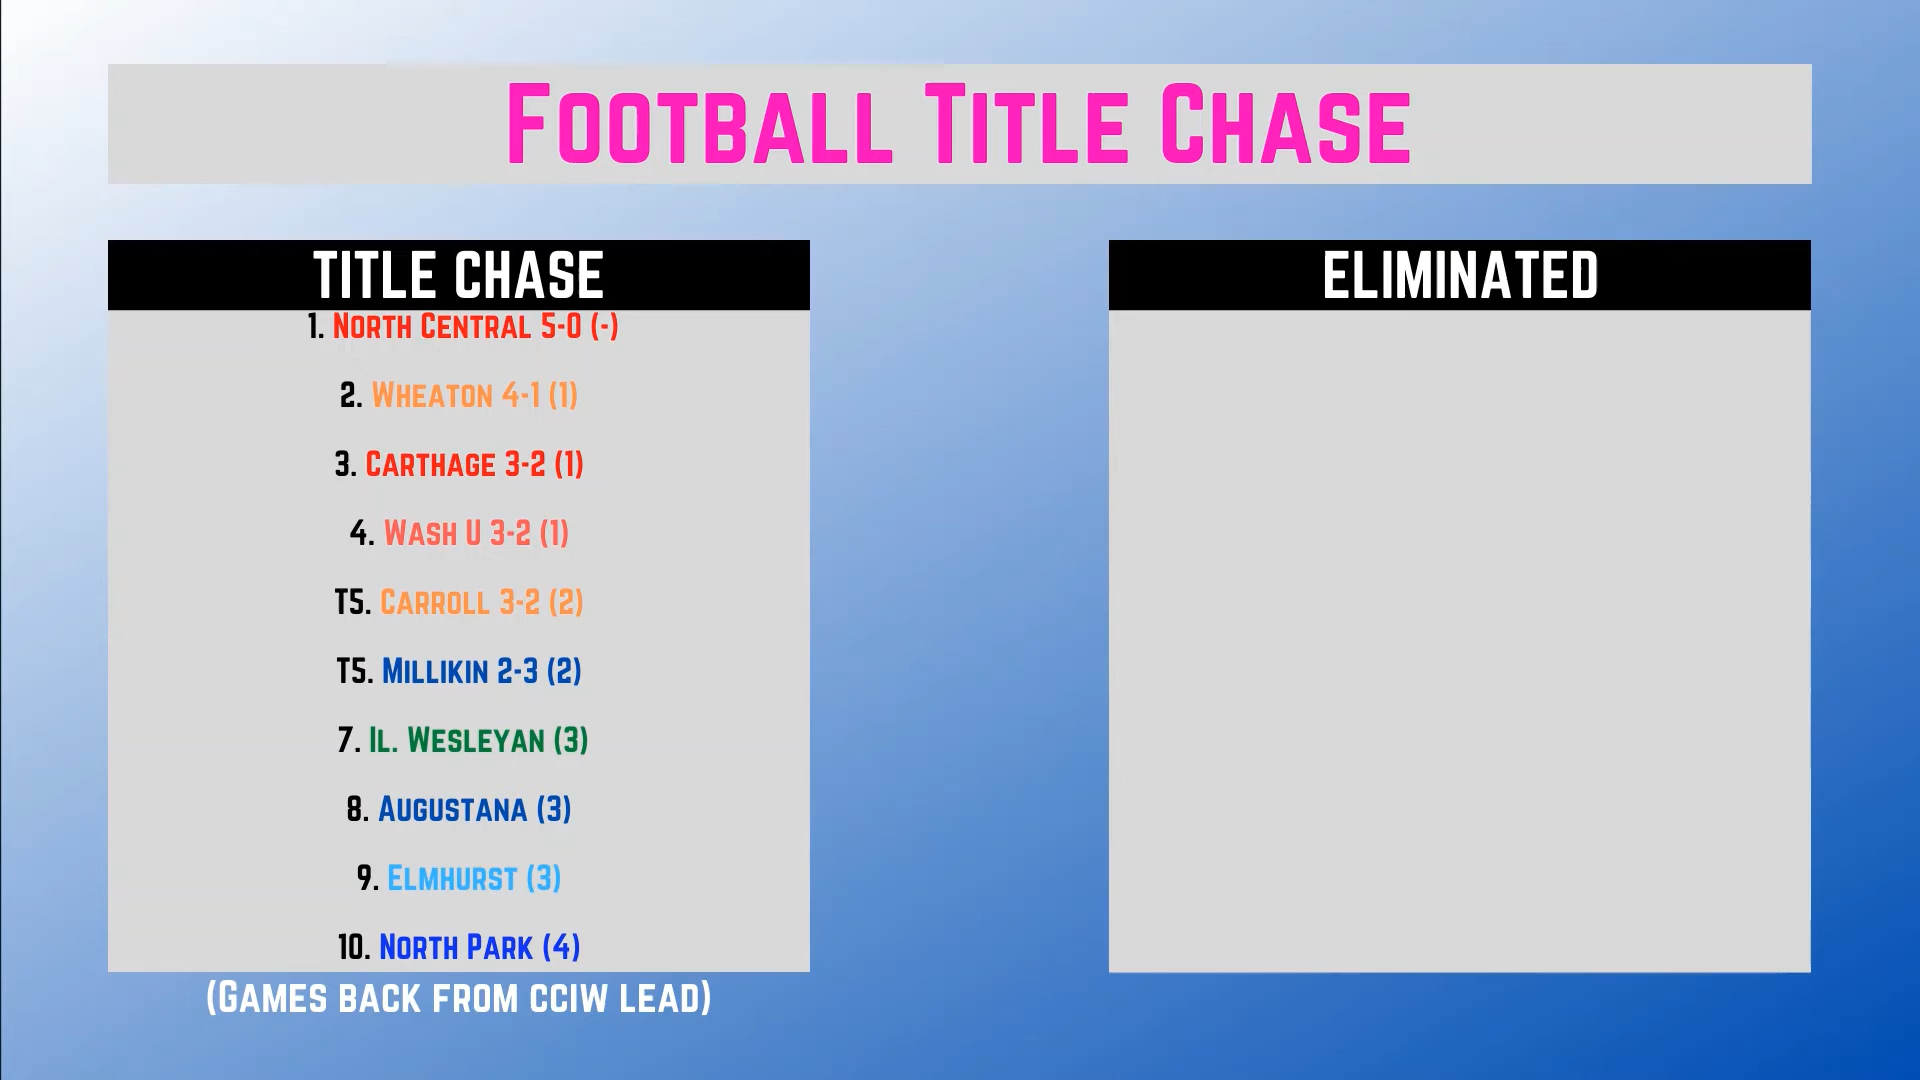 Football Title Chase
TITLE CHASE
1. North Central 5-0 (-)
2. Wheaton 4-1 (1)
3. Carthage 3-2 (1)
4. Wash U 3-2 (1)
T5. Carroll 3-2 (2)
T5. Millikin 2-3 (2)
7. Il. Wesleyan (3)
8. Augustana (3)
9. Elmhurst (3)
10. North Park (4)
(Games back from cciw lead)
ELIMINATED